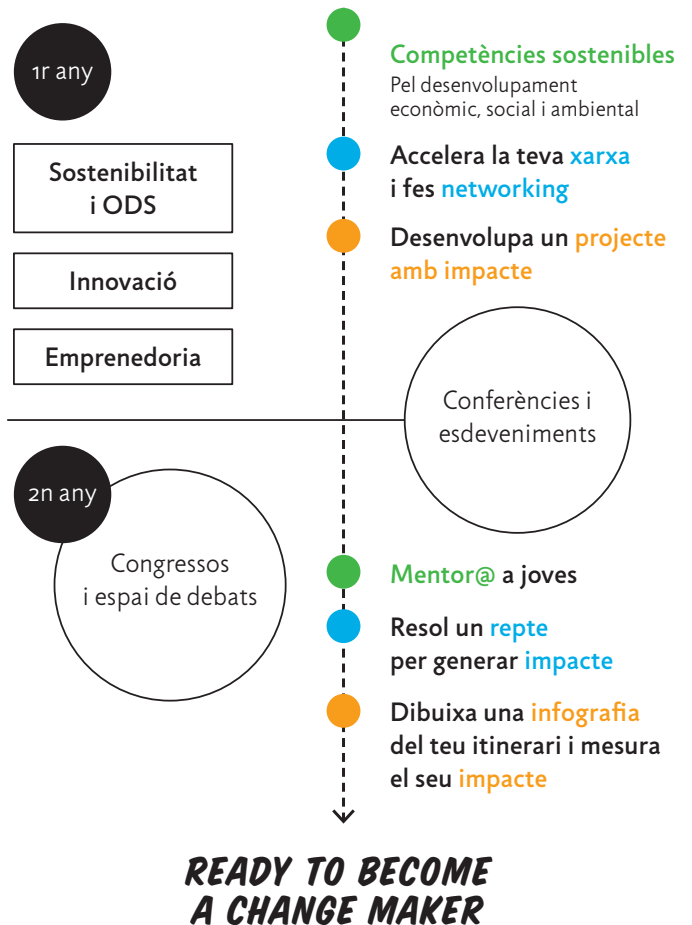 1r any
Sostenibilitat
i ODS
Innovació
Emprenedoria
Competències sostenibles
Pel desenvolupament
econòmic, social i ambiental
Accelera la teva xarxa
i fes networking
Desenvolupa un projecte
amb impacte
Conferències i
esdeveniments
2n any
Congressos
i espai de debats
Mentor@ a joves
Resol un repte
per generar impacte
Dibuixa una infografia
del teu itinerari i mesura
el seu impacte
READY TO BECOME
A CHANGE MAKER